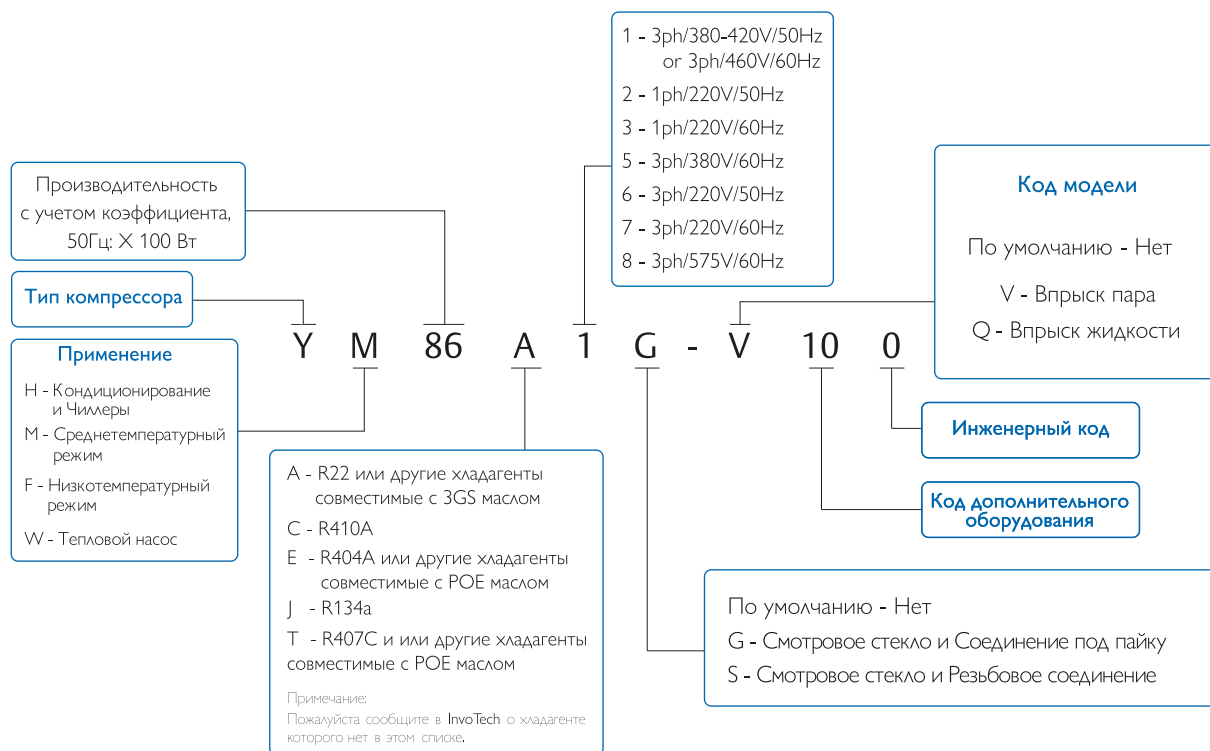 1 - 3ph/380-420V/50Hz
or 3ph/460V/60Hz
2 - 1ph/220V/50Hz
3 - 1ph/220V/60Hz
5 - 3ph/380V/60Hz
6 - 3ph/220V/50Hz
7 - 3ph/220V/60Hz
8 - 3ph/575V/60Hz
Производительность
с учетом коэффициента,
50Гц: X 100 Вт
Тип компрессора
Применение
H - Кондиционирование
и Чиллеры
M - Среднетемпературный
режим
F - Низкотемпературный
режим
W - Тепловой насос
Y M 86 A 1 G - V 10 0
Код модели
По умолчанию - Нет
V - Впрыск пара
Q - Впрыск жидкости
Инженерный код
Код дополнительного
оборудования
A - R22 или другие хладагенты
совместимые с 3GS маслом
C - R410A
E - R404A или другие хладагенты
совместимые с POE маслом
J - R134a
T - R407C и или другие хладагенты
совместимые с POE маслом
Примечание:
Пожалуйста сообщите в InvoTech о хладагенте
которого нет в этом списке.
По умолчанию - Нет
G - Смотровое стекло и Соединение под пайку
S - Смотровое стекло и Резьбовое соединение